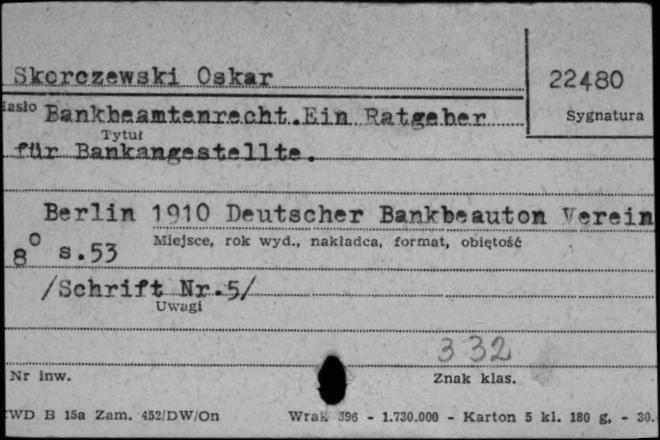 Skorczewski Oskar
22480
Hasło
Sygnatura
Bankbeamtenrecht.Ein Ratgeber
Tytuł
für Bankangestellte.
Berlin 1910 Deutscher Bankbeauton Verein
Miejsce, rok wyd., nakładca, format, obiętość
8° s.53
/Schrift Nr.5/
Uwagi
332
Nr inw.
Znak klas.
CWD B 15a Zam. 452/DW/On Wrak 396 - 1.730.000 - Karton 5 kl. 180 g, - 30.